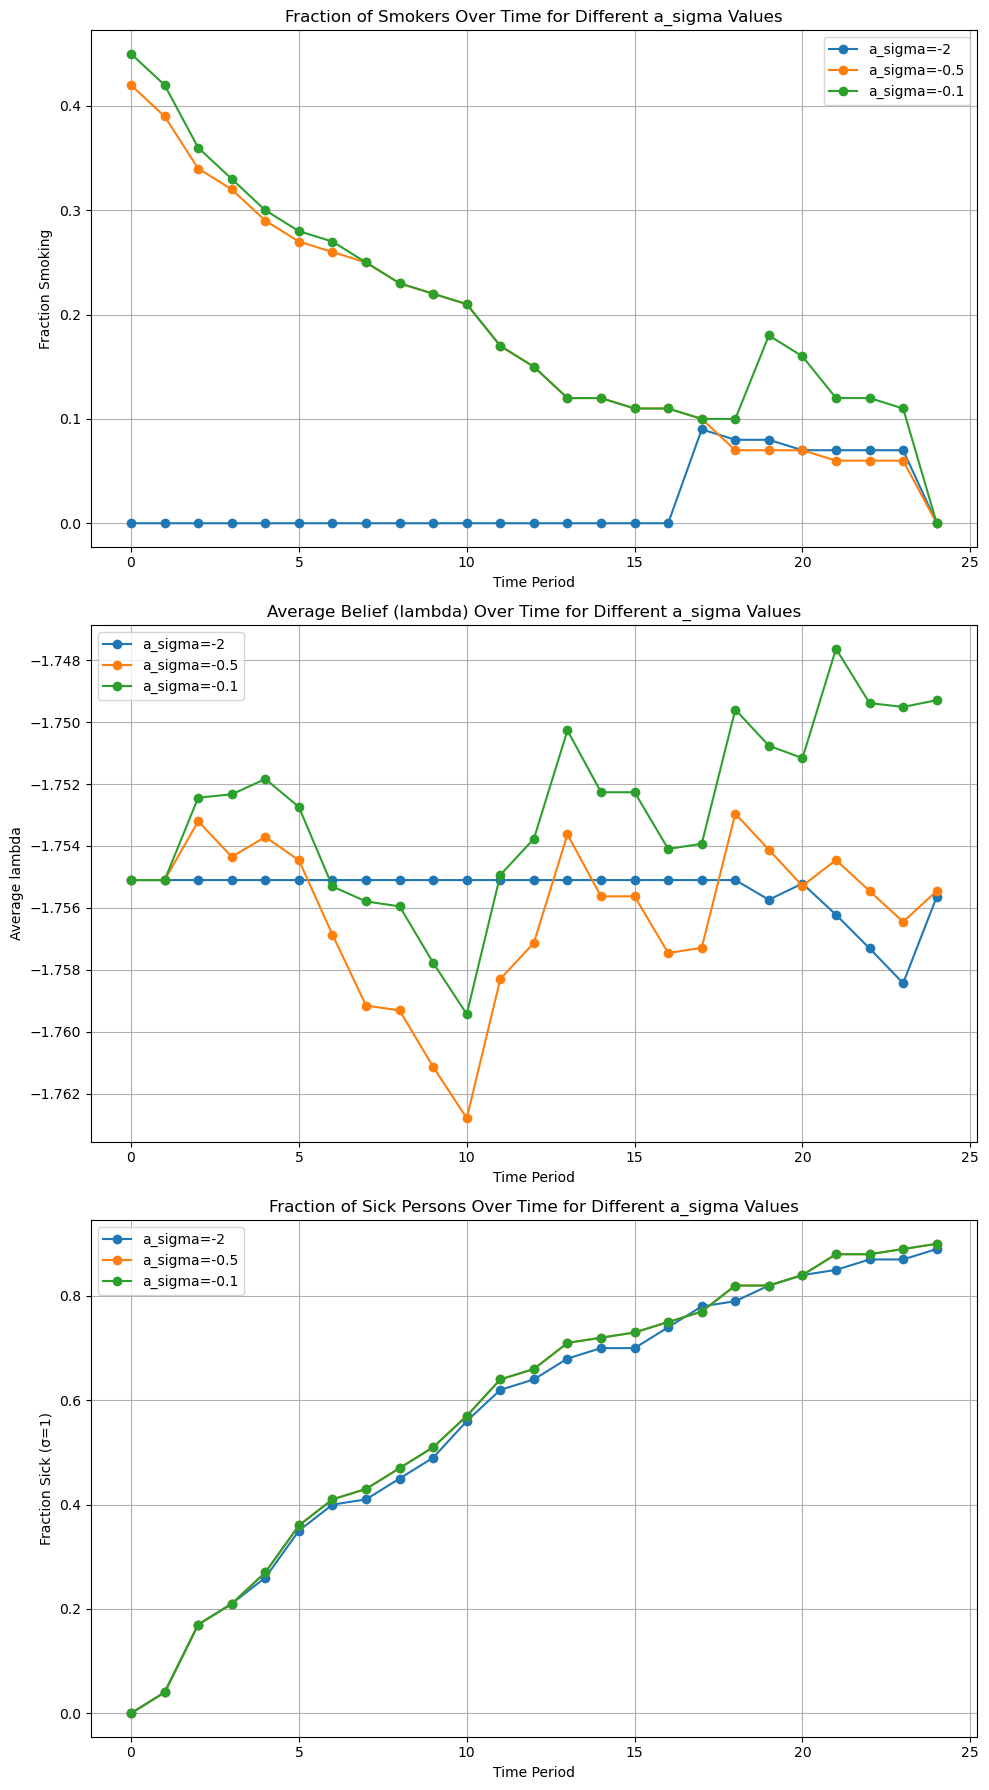 Fraction of Smokers Over Time for Different a_sigma Values
a_sigma=-2
a_sigma=-0.5
a_sigma=-0.1
Fraction Smoking
0.4
0.3
0.2
0.1
0.0
0 5 10 15 20 25
Time Period
Average Belief (lambda) Over Time for Different a_sigma Values
a_sigma=-2
a_sigma=-0.5
a_sigma=-0.1
Average lambda
−1.748
−1.750
−1.752
−1.754
−1.756
−1.758
−1.760
−1.762
0 5 10 15 20 25
Time Period
Fraction of Sick Persons Over Time for Different a_sigma Values
a_sigma=-2
a_sigma=-0.5
a_sigma=-0.1
Fraction Sick (σ=1)
0.8
0.6
0.4
0.2
0.0
0 5 10 15 20 25
Time Period